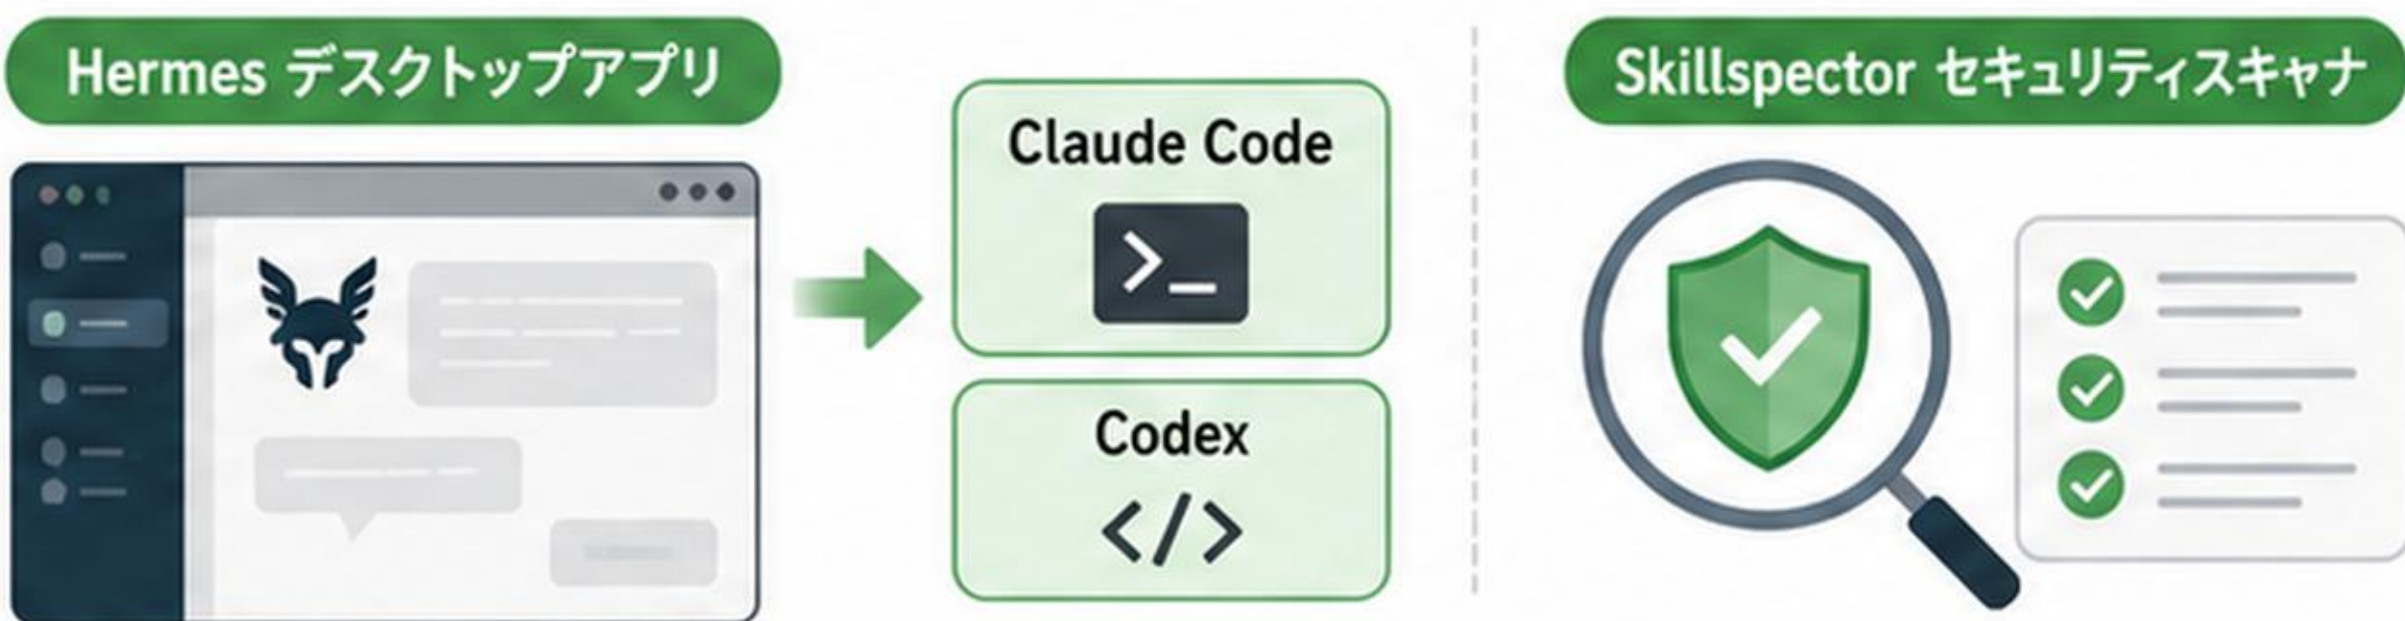 Hermes デスクトップアプリ
Claude Code
>_
Codex
</>
Skillspector セキュリティスキャナ